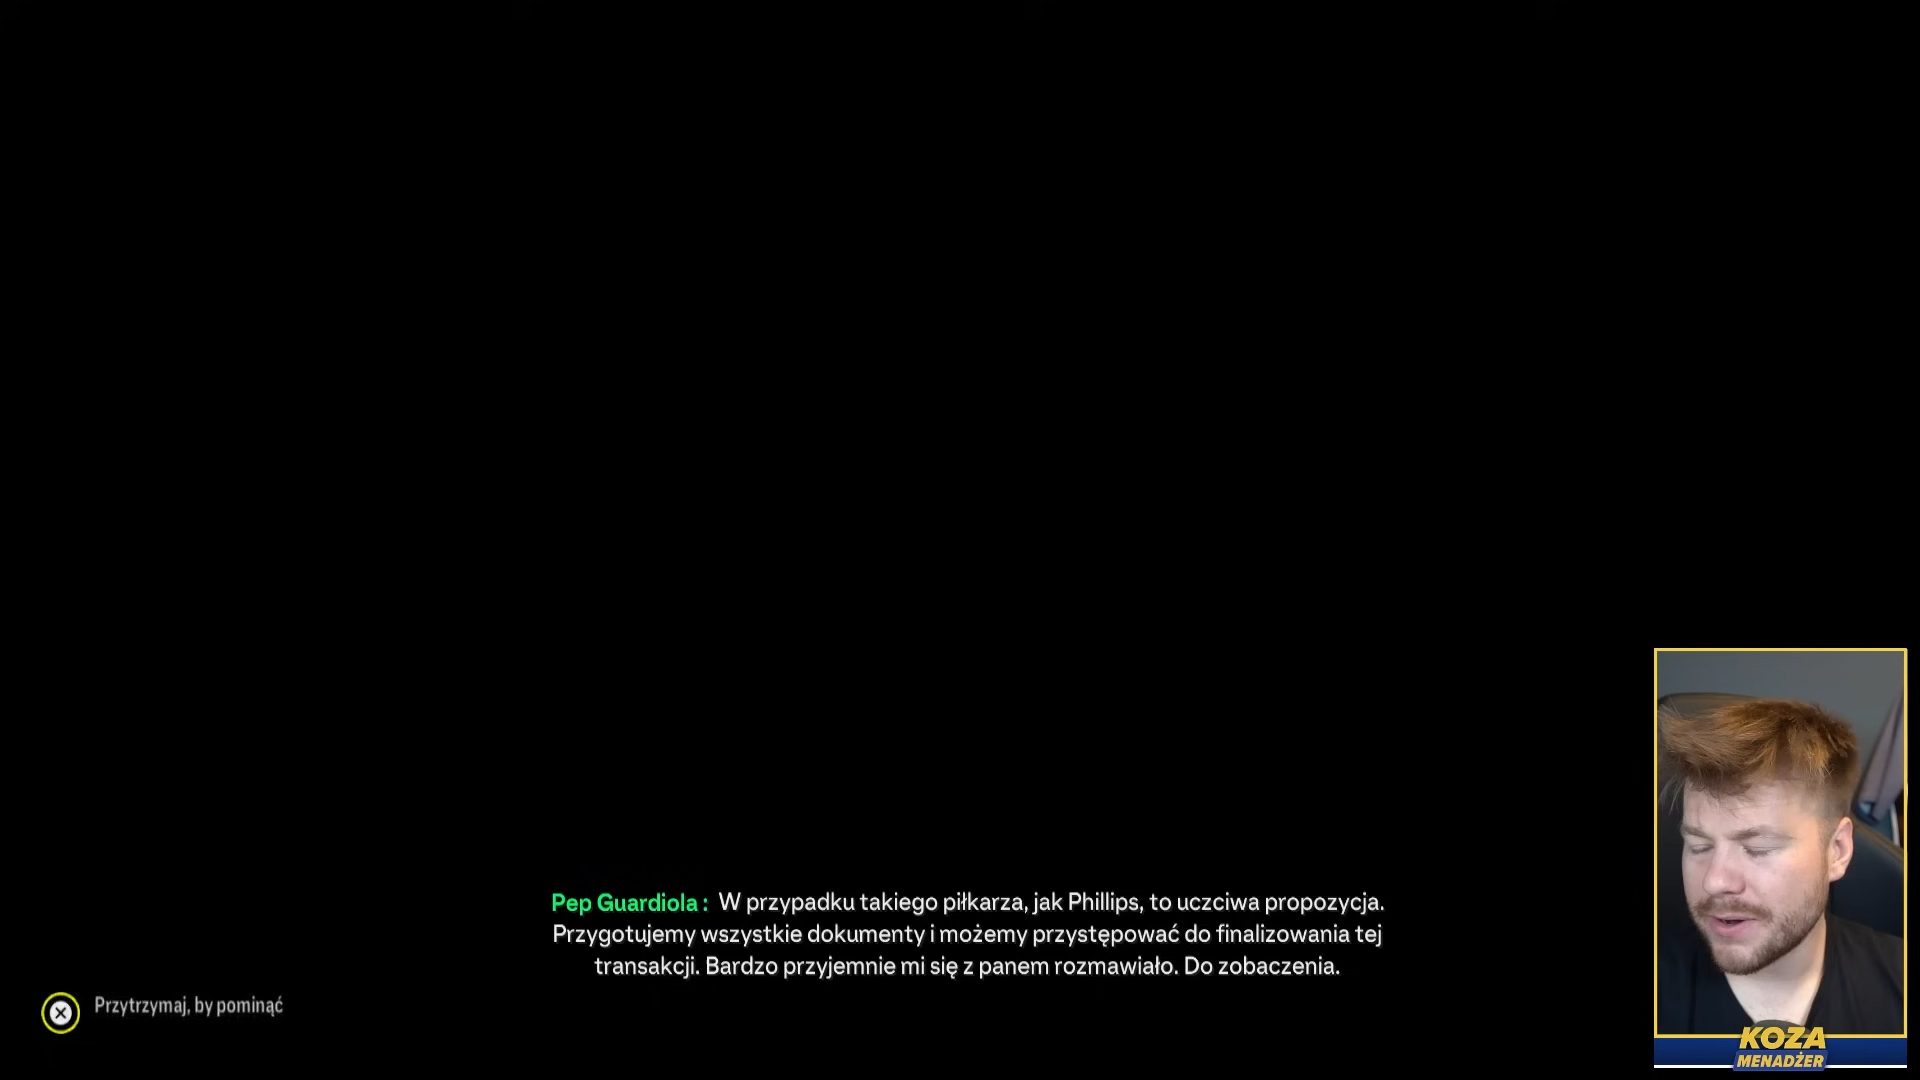 Pep Guardiola : W przypadku takiego piłkarza, jak Phillips, to uczciwa propozycja.
Przygotujemy wszystkie dokumenty i możemy przystępować do finalizowania tej
transakcji. Bardzo przyjemnie mi się z panem rozmawiało. Do zobaczenia.
Przytrzymaj, by pominąć
KOZA
MENADŻER